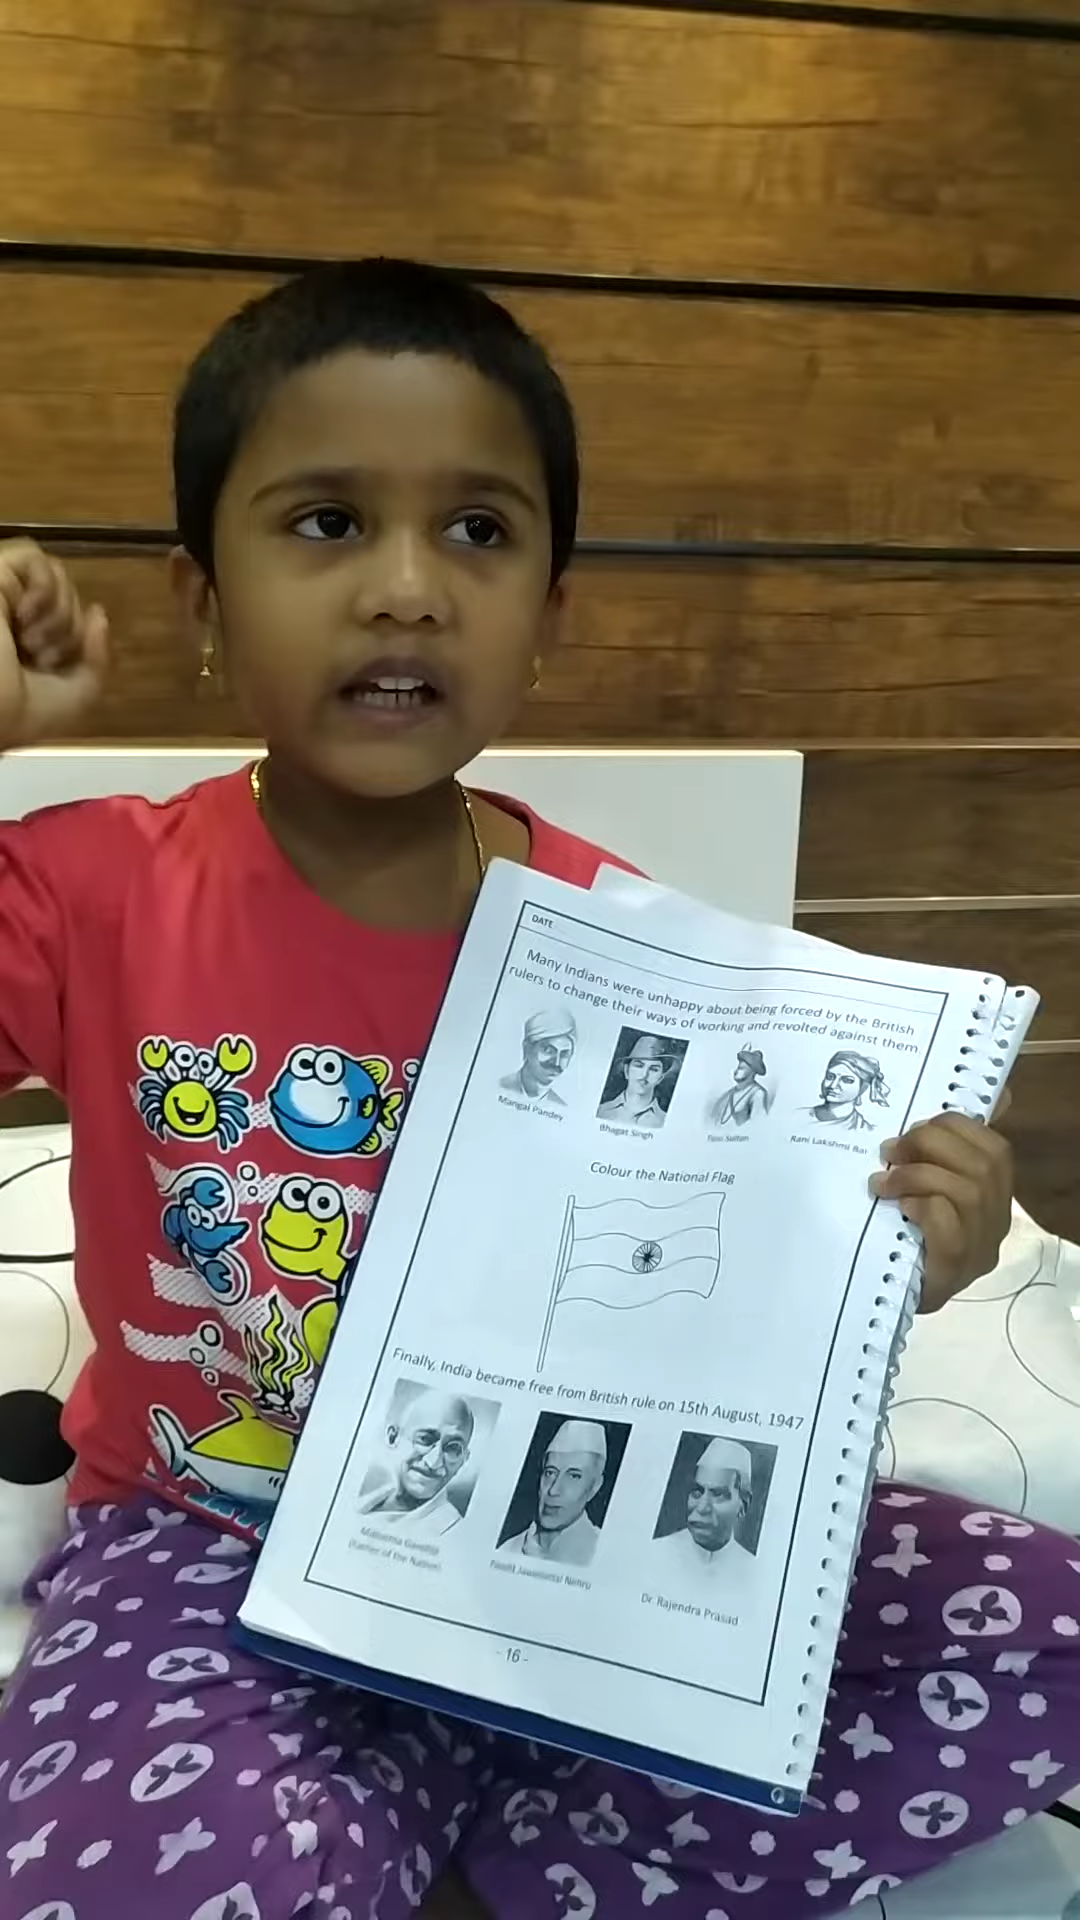 DATE
Many Indians were unhappy about being forced by the British
rulers to change their ways of working and revolted against them.
Mangal Pandey
Bhagat Singh
Tipu Sultan
Rani Lakshmi Bai
Colour the National Flag
Finally, India became free from British rule on 15th August, 1947
Mahatma Gandhiji
(Father of the Nation)
Pandit Jawaharlal Nehru
Dr. Rajendra Prasad
- 16 -